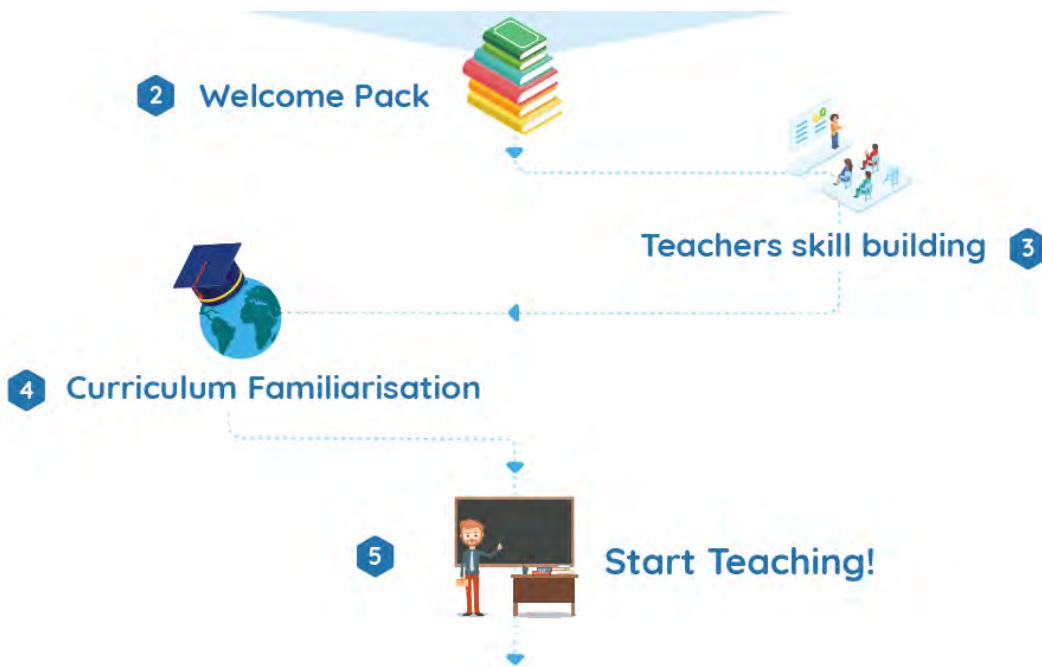 2 Welcome Pack
Teachers skill building 3
4 Curriculum Familiarisation
5 Start Teaching!